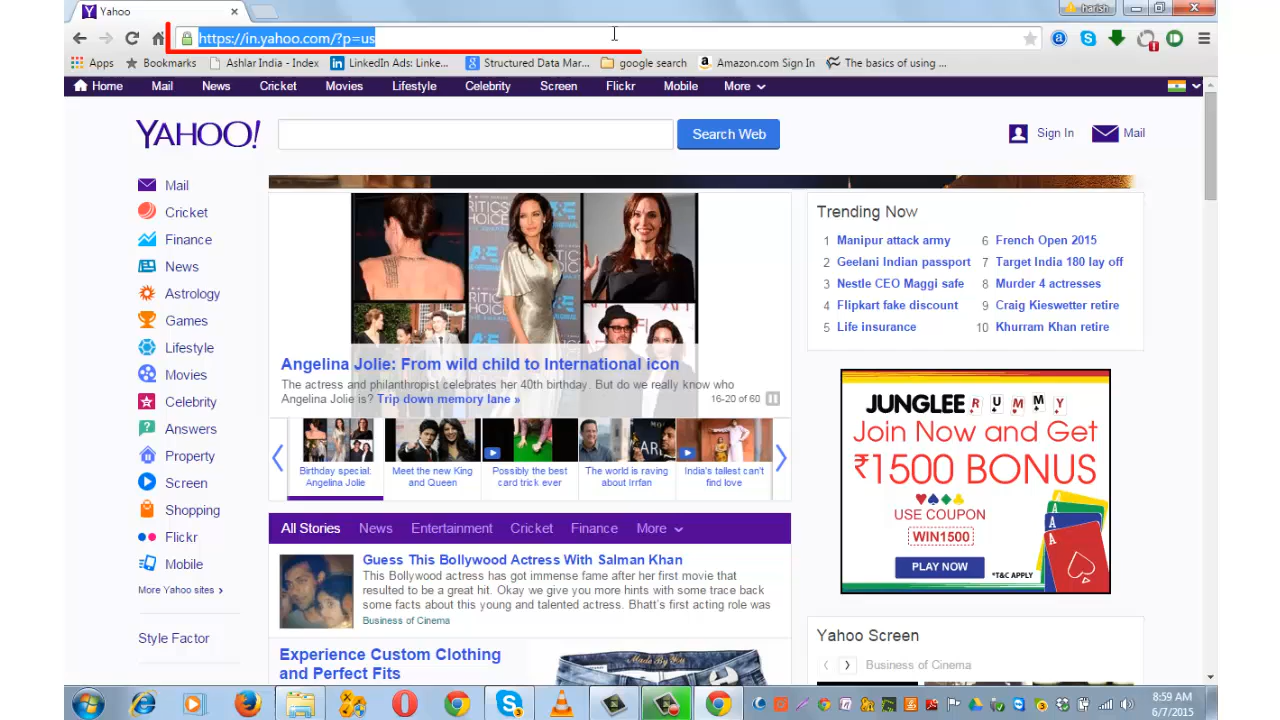 Yahoo
harish
https://in.yahoo.com/?p=us
Apps Bookmarks Ashlar India - Index LinkedIn Ads: Linke... Structured Data Mar... google search Amazon.com Sign In The basics of using ...
Home Mail News Cricket Movies Lifestyle Celebrity Screen Flickr Mobile More
YAHOO!
Search Web
Sign In Mail
Mail
Cricket
Finance
News
Astrology
Games
Lifestyle
Movies
Celebrity
Answers
Property
Screen
Shopping
Flickr
Mobile
More Yahoo sites
Style Factor
Angelina Jolie: From wild child to International icon
The actress and philanthropist celebrates her 40th birthday. But do we really know who
Angelina Jolie is? Trip down memory lane »
16-20 of 60
Birthday special:
Angelina Jolie
Meet the new King
and Queen
Possibly the best
card trick ever
The world is raving
about Irrfan
India's tallest can't
find love
All Stories News Entertainment Cricket Finance More
Guess This Bollywood Actress With Salman Khan
This Bollywood actress has got immense fame after her first movie that
resulted to be a great hit. Okay we give you more hints with some trace back
some facts about this young and talented actress. Bhatt's first acting role was
Business of Cinema
Experience Custom Clothing
and Perfect Fits
Made By You
Trending Now
1 Manipur attack army
2 Geelani Indian passport
3 Nestle CEO Maggi safe
4 Flipkart fake discount
5 Life insurance
6 French Open 2015
7 Target India 180 lay off
8 Murder 4 actresses
9 Craig Kieswetter retire
10 Khurram Khan retire
JUNGLEE RUMMY
Join Now and Get
₹1500 BONUS
USE COUPON
WIN1500
PLAY NOW
*T&C APPLY
Yahoo Screen
Business of Cinema
8:59 AM
6/7/2015